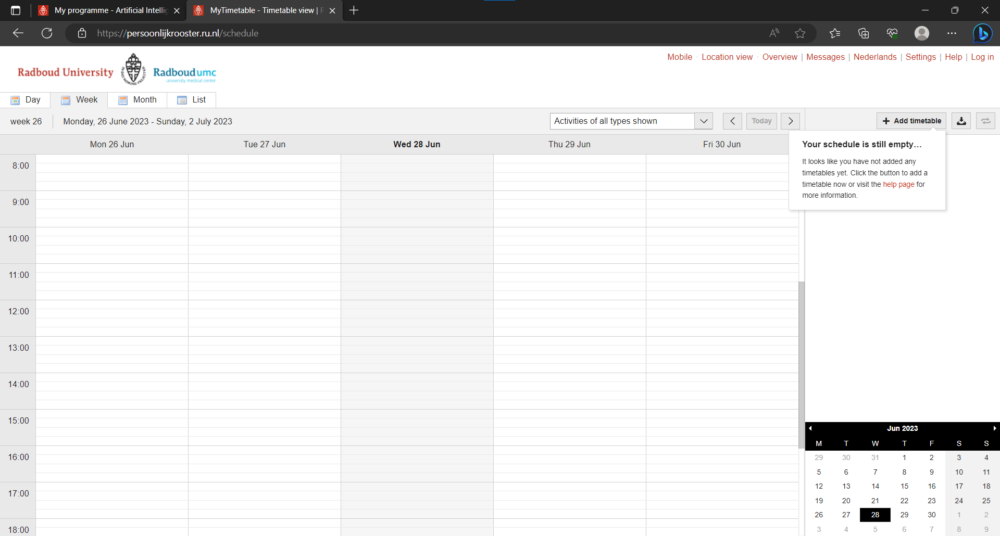 My programme - Artificial Intellig
MyTimetable - Timetable view | R
https://persoonlijkrooster.ru.nl/schedule
Mobile · Location view · Overview | Messages | Nederlands | Settings | Help | Log in
Radboud University
IN DEI NOMINE FELICITER
Radboudumc
university medical center
Day
Week
Month
List
week 26
Monday, 26 June 2023 - Sunday, 2 July 2023
Activities of all types shown
Today
Add timetable
Mon 26 Jun
Tue 27 Jun
Wed 28 Jun
Thu 29 Jun
Fri 30 Jun
Your schedule is still empty...
It looks like you have not added any
timetables yet. Click the button to add a
timetable now or visit the help page for
more information.
8:00
9:00
10:00
11:00
12:00
13:00
14:00
15:00
16:00
17:00
18:00
Jun 2023
M T W T F S S
29 30 31 1 2 3 4
5 6 7 8 9 10 11
12 13 14 15 16 17 18
19 20 21 22 23 24 25
26 27 28 29 30 1 2
3 4 5 6 7 8 9